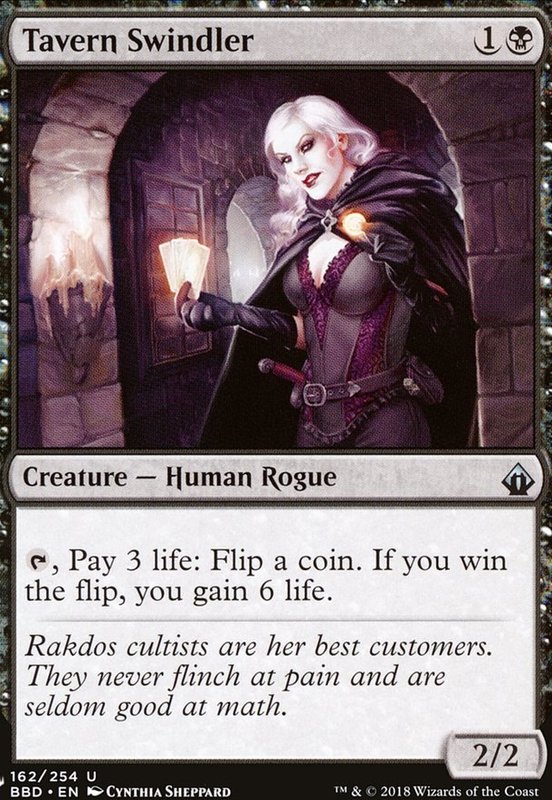 Tavern Swindler 1
Creature — Human Rogue
, Pay 3 life: Flip a coin. If you win
the flip, you gain 6 life.
Rakdos cultists are her best customers.
They never flinch at pain and are
seldom good at math.
2/2
162/254 U
BBD • EN Cynthia Sheppard
™ & © 2018 Wizards of the Coast